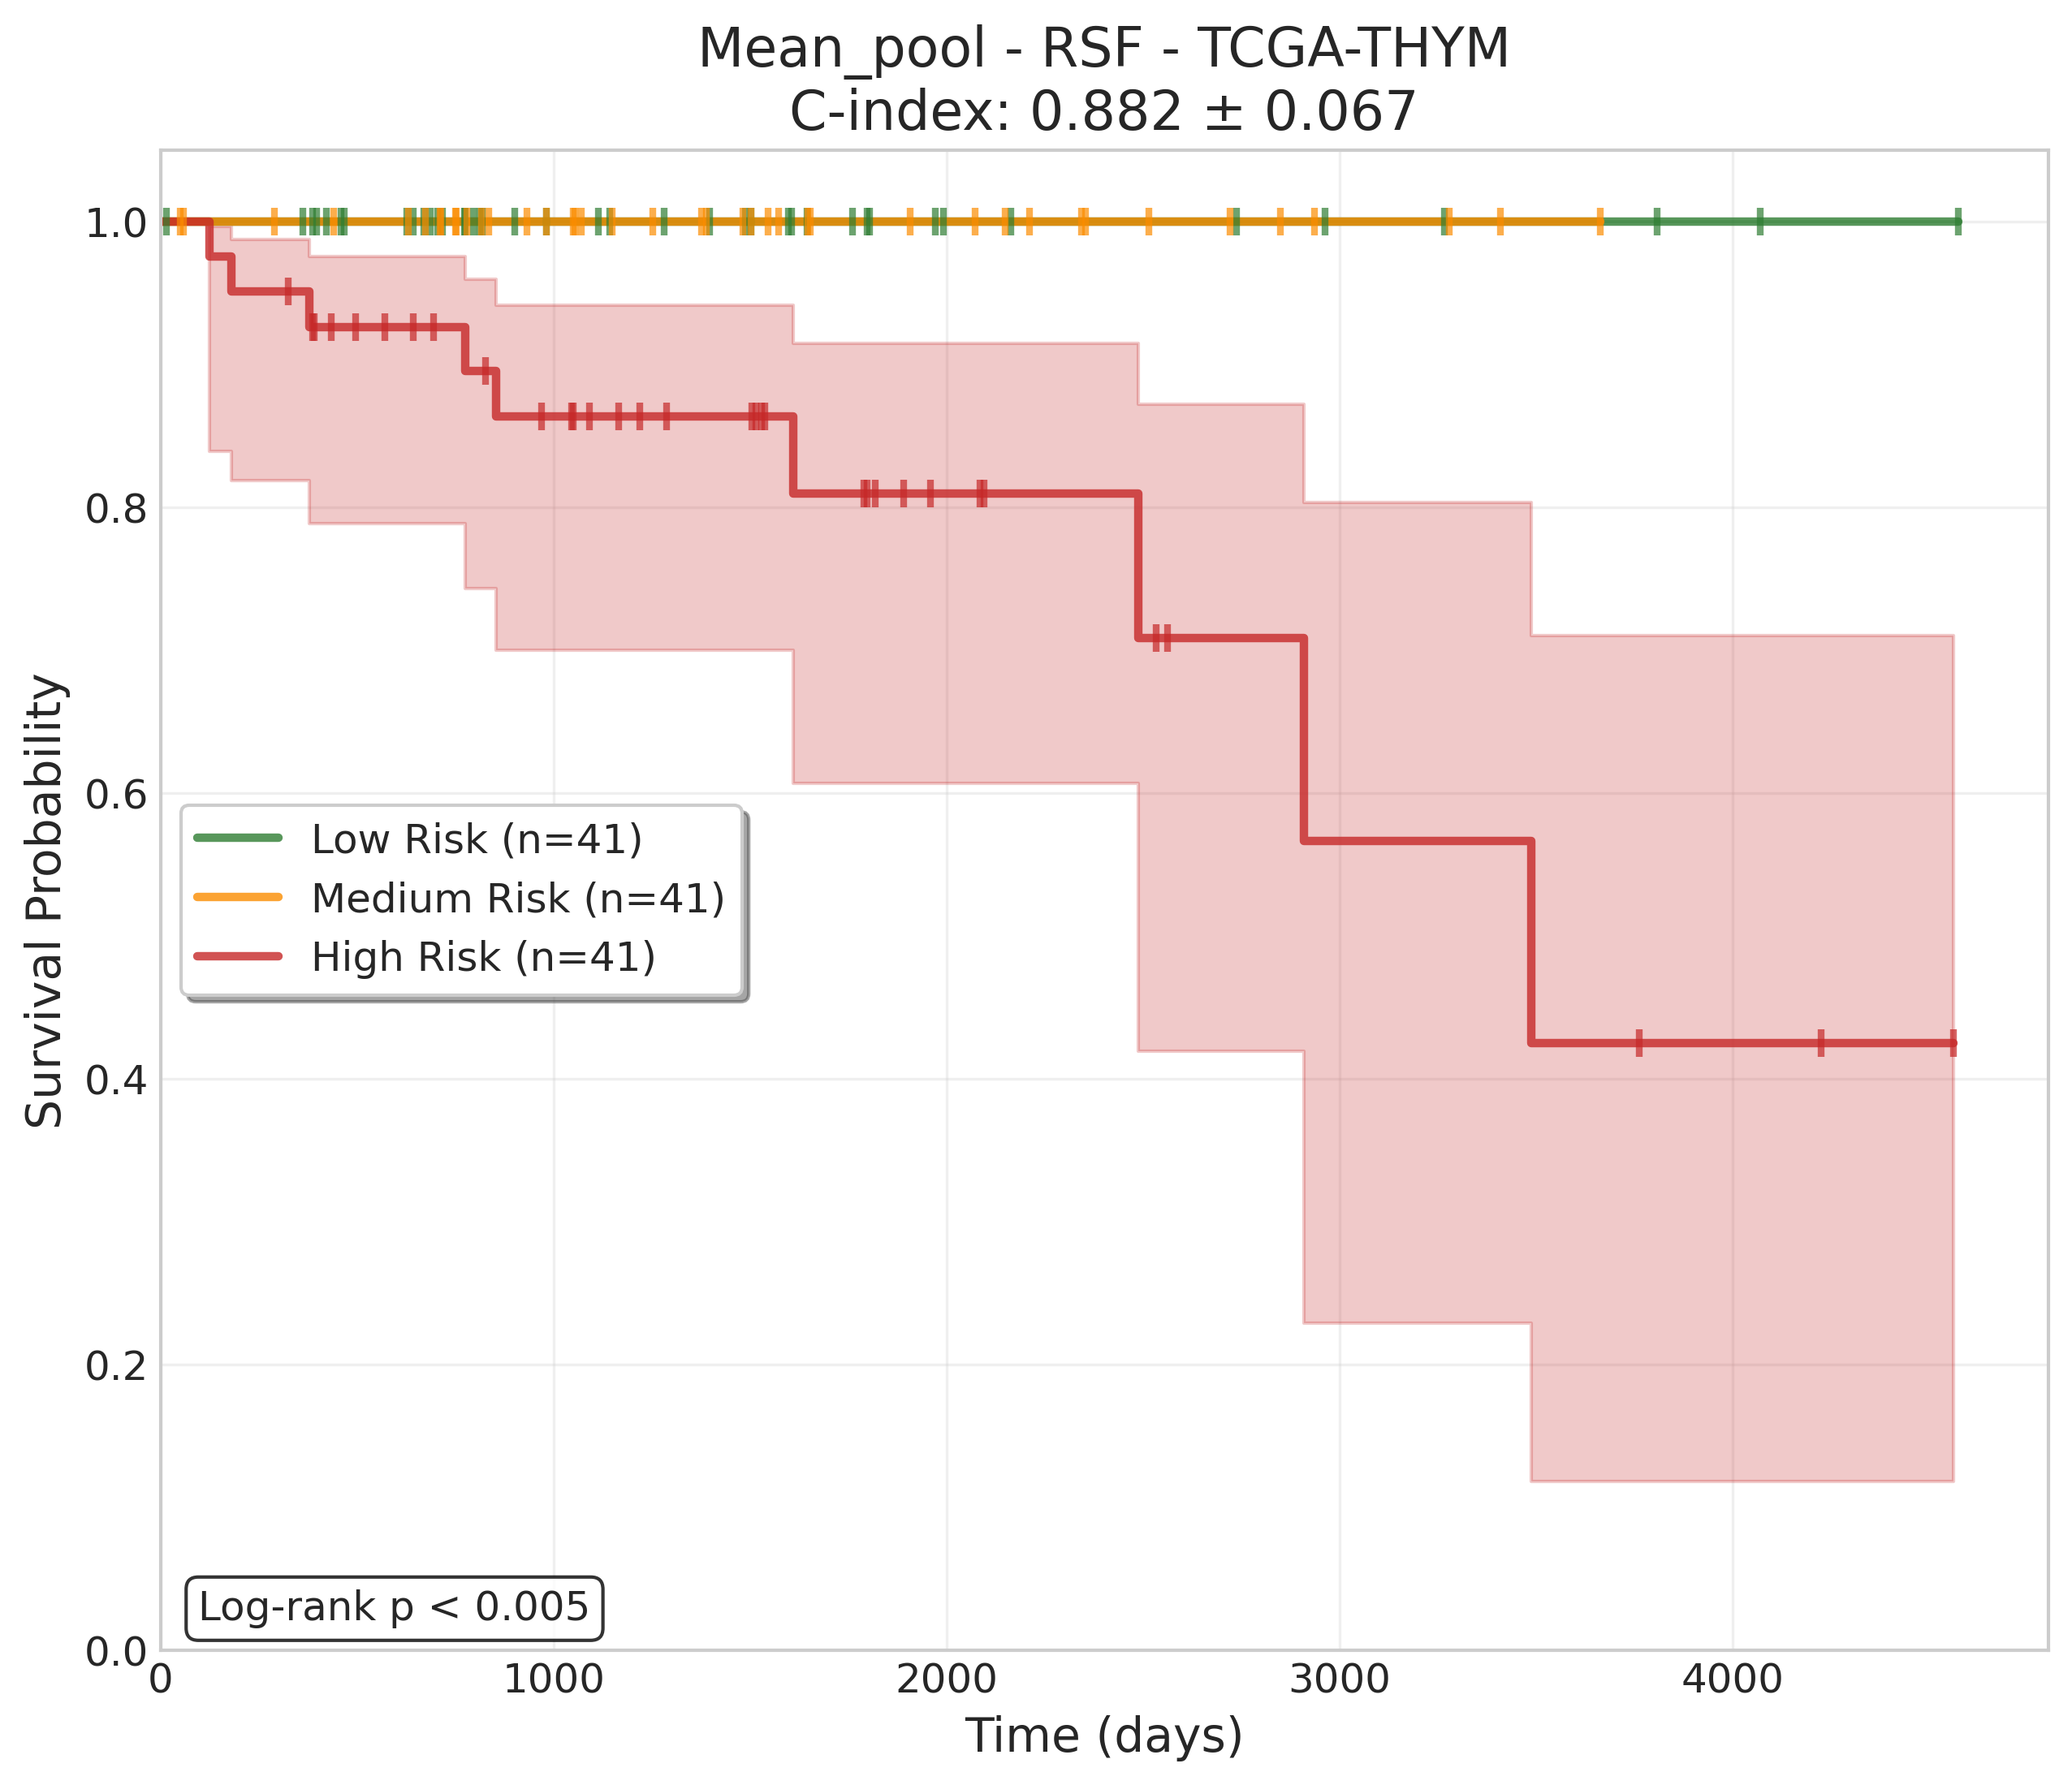 Mean_pool - RSF - TCGA-THYM
C-index: 0.882 ± 0.067
Survival Probability
1.0
0.8
0.6
0.4
0.2
0.0
Low Risk (n=41)
Medium Risk (n=41)
High Risk (n=41)
Log-rank p < 0.005
0 1000 2000 3000 4000
Time (days)